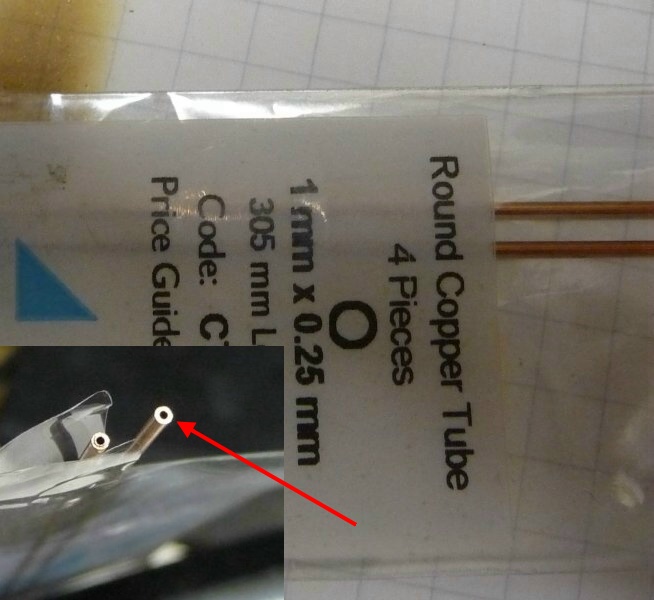 Round Copper Tube
4 Pieces
O
1 mm x 0.25 mm
305 mm L
Code: C
Price Guide